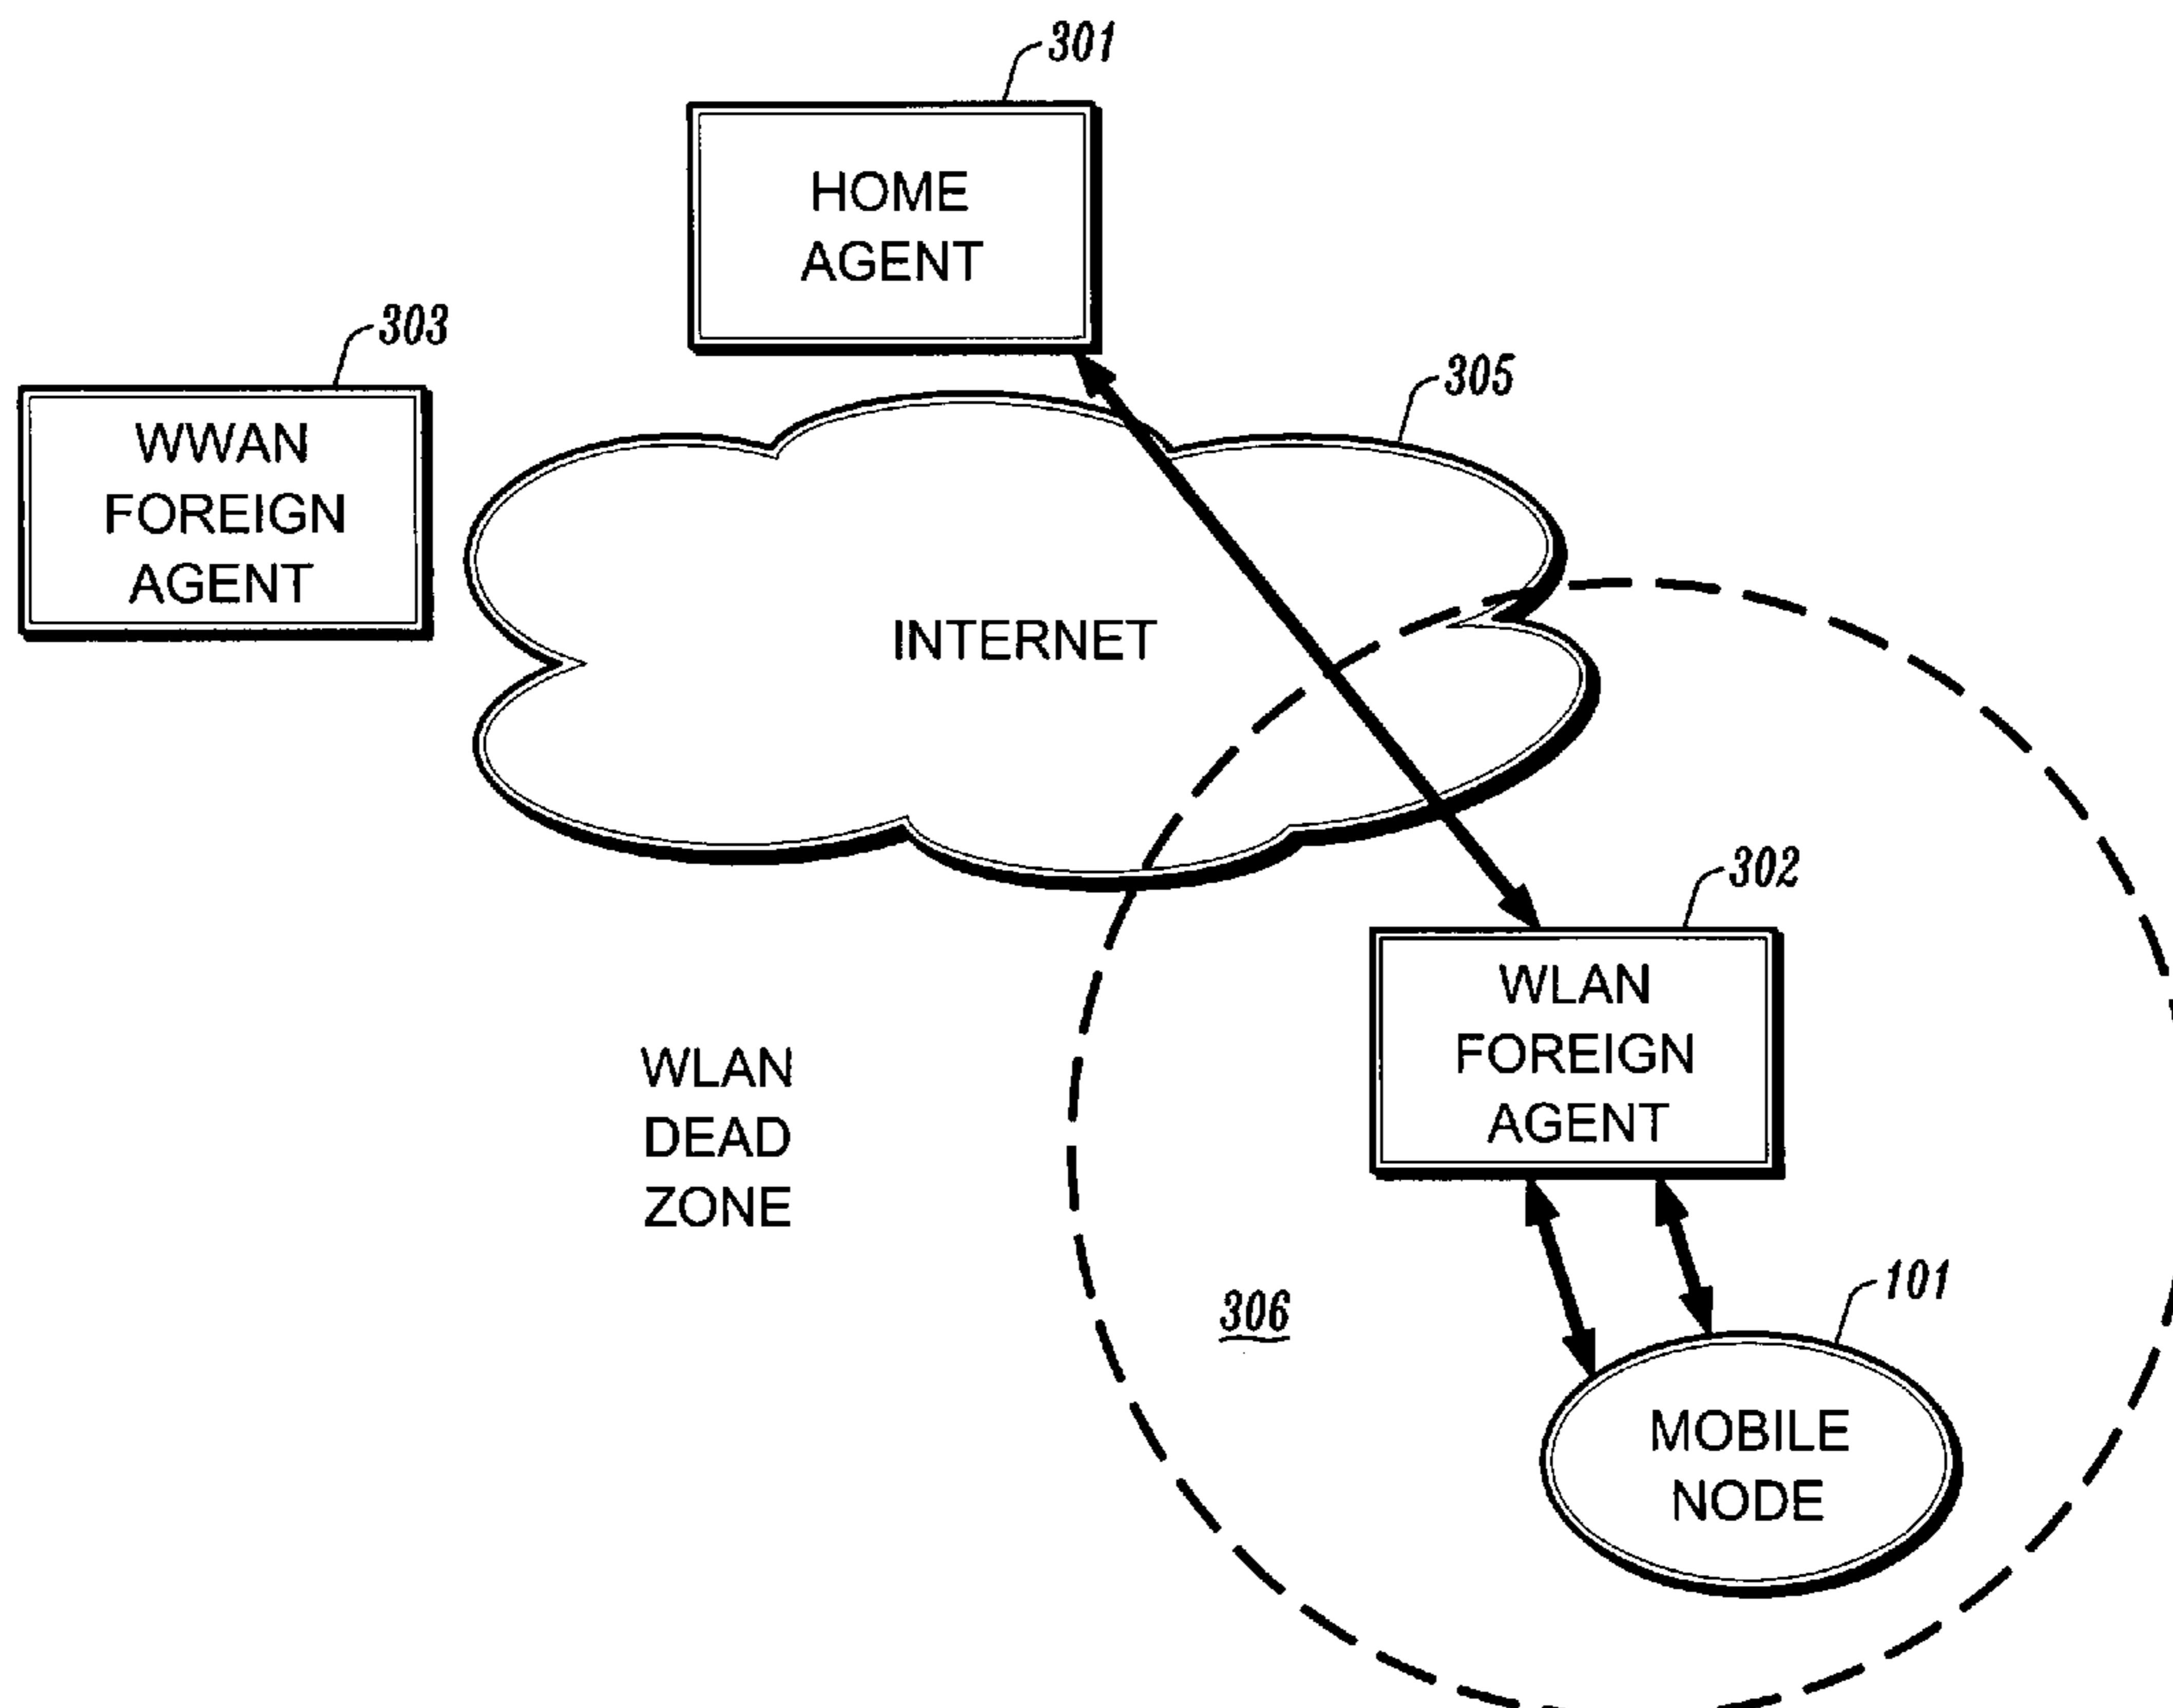 301
HOME
AGENT
303
WWAN
FOREIGN
AGENT
305
INTERNET
302
WLAN
FOREIGN
AGENT
WLAN
DEAD
ZONE
306
101
MOBILE
NODE